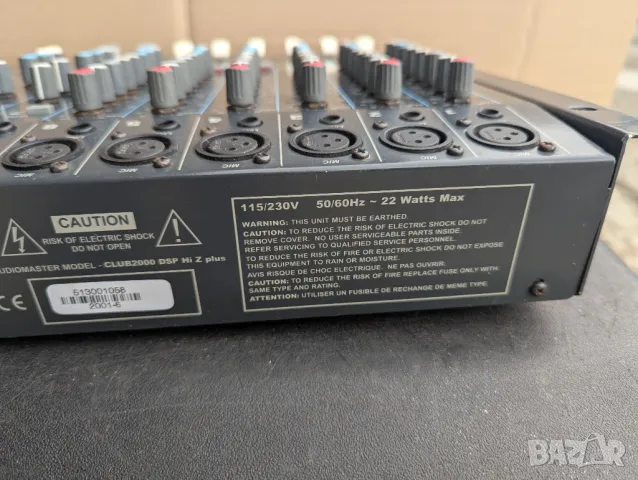 MIC MIC MIC MIC
CAUTION
RISK OF ELECTRIC SHOCK
DO NOT OPEN
UDIOMASTER MODEL - CLUB2000 DSP Hi Z plus
CE
513001058
2001-6
115/230V 50/60Hz ~ 22 Watts Max
WARNING: THIS UNIT MUST BE EARTHED.
CAUTION: TO REDUCE THE RISK OF ELECTRIC SHOCK DO NOT
REMOVE COVER. NO USER SERVICEABLE PARTS INSIDE.
REFER SERVICING TO QUALIFIED SERVICE PERSONNEL.
TO REDUCE THE RISK OF FIRE OR ELECTRIC SHOCK DO NOT EXPOSE
THIS EQUIPMENT TO RAIN OR MOISTURE.
AVIS RISQUE DE CHOC ELECTRIQUE. NE PAS OUVRIR.
CAUTION: TO REDUCE THE RISK OF FIRE REPLACE FUSE ONLY WITH
SAME TYPE AND RATING.
ATTENTION: UTILISER UN FUSIBLE DE RECHANGE DE MEME TYPE.
BAZAR